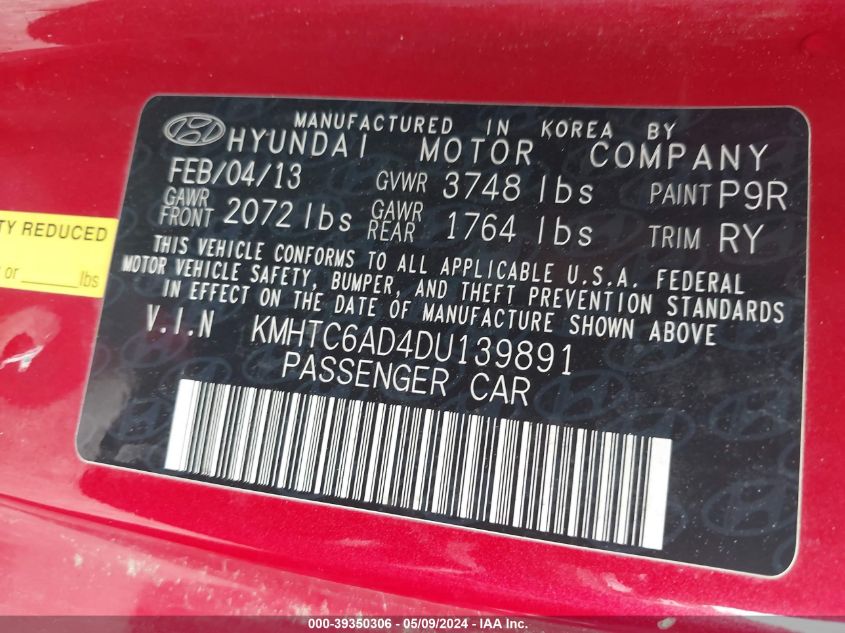 MANUFACTURED IN KOREA BY
HYUNDAI MOTOR COMPANY
FEB/04/13 GVWR 3748 lbs PAINT P9R
GAWR FRONT 2072 lbs GAWR REAR 1764 lbs TRIM RY
THIS VEHICLE CONFORMS TO ALL APPLICABLE U.S.A. FEDERAL
MOTOR VEHICLE SAFETY, BUMPER, AND THEFT PREVENTION STANDARDS
IN EFFECT ON THE DATE OF MANUFACTURE SHOWN ABOVE
V.I.N KMHTC6AD4DU139891
PASSENGER CAR
TY REDUCED
or ______ lbs
000-39350306 - 05/09/2024 - IAA Inc.